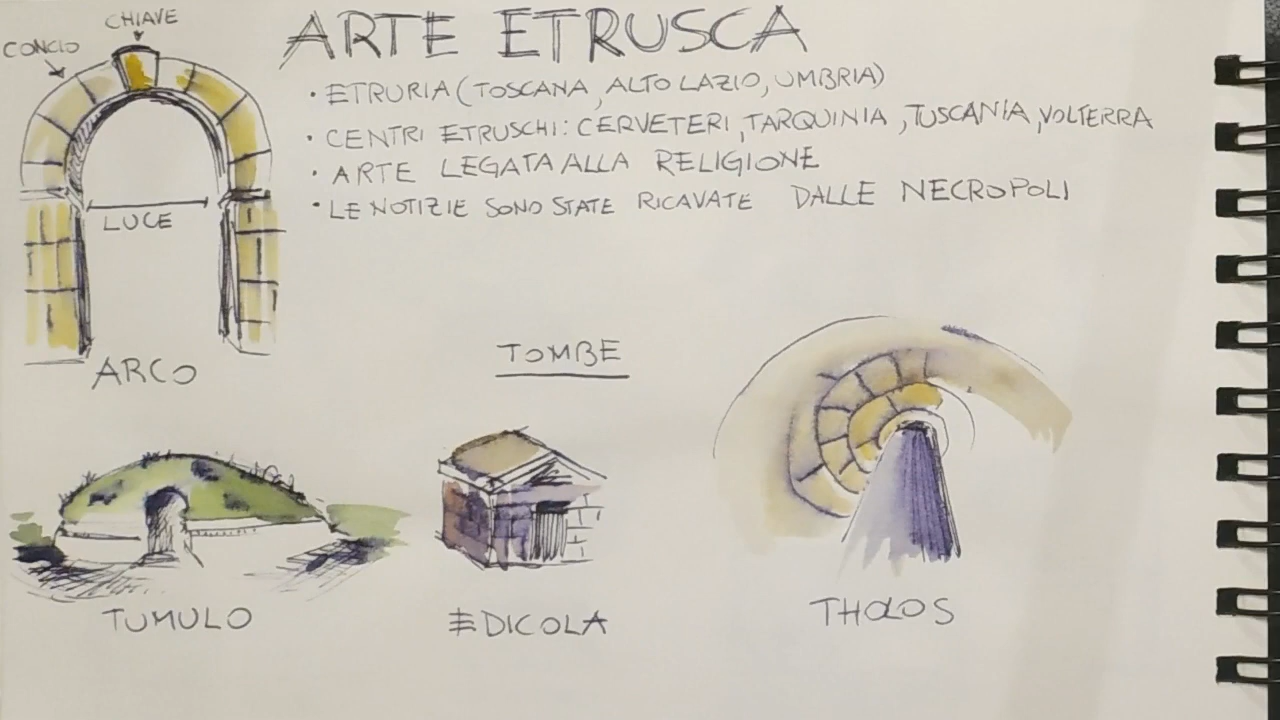 CHIAVE
CONCIO
ARTE ETRUSCA
• ETRURIA (TOSCANA, ALTO LAZIO, UMBRIA)
• CENTRI ETRUSCHI: CERVETERI, TARQUINIA, TUSCANIA, VOLTERRA
• ARTE LEGATA ALLA RELIGIONE
• LE NOTIZIE SONO STATE RICAVATE DALLE NECROPOLI
LUCE
ARCO
TOMBE
TUMULO
EDICOLA
THOLOS